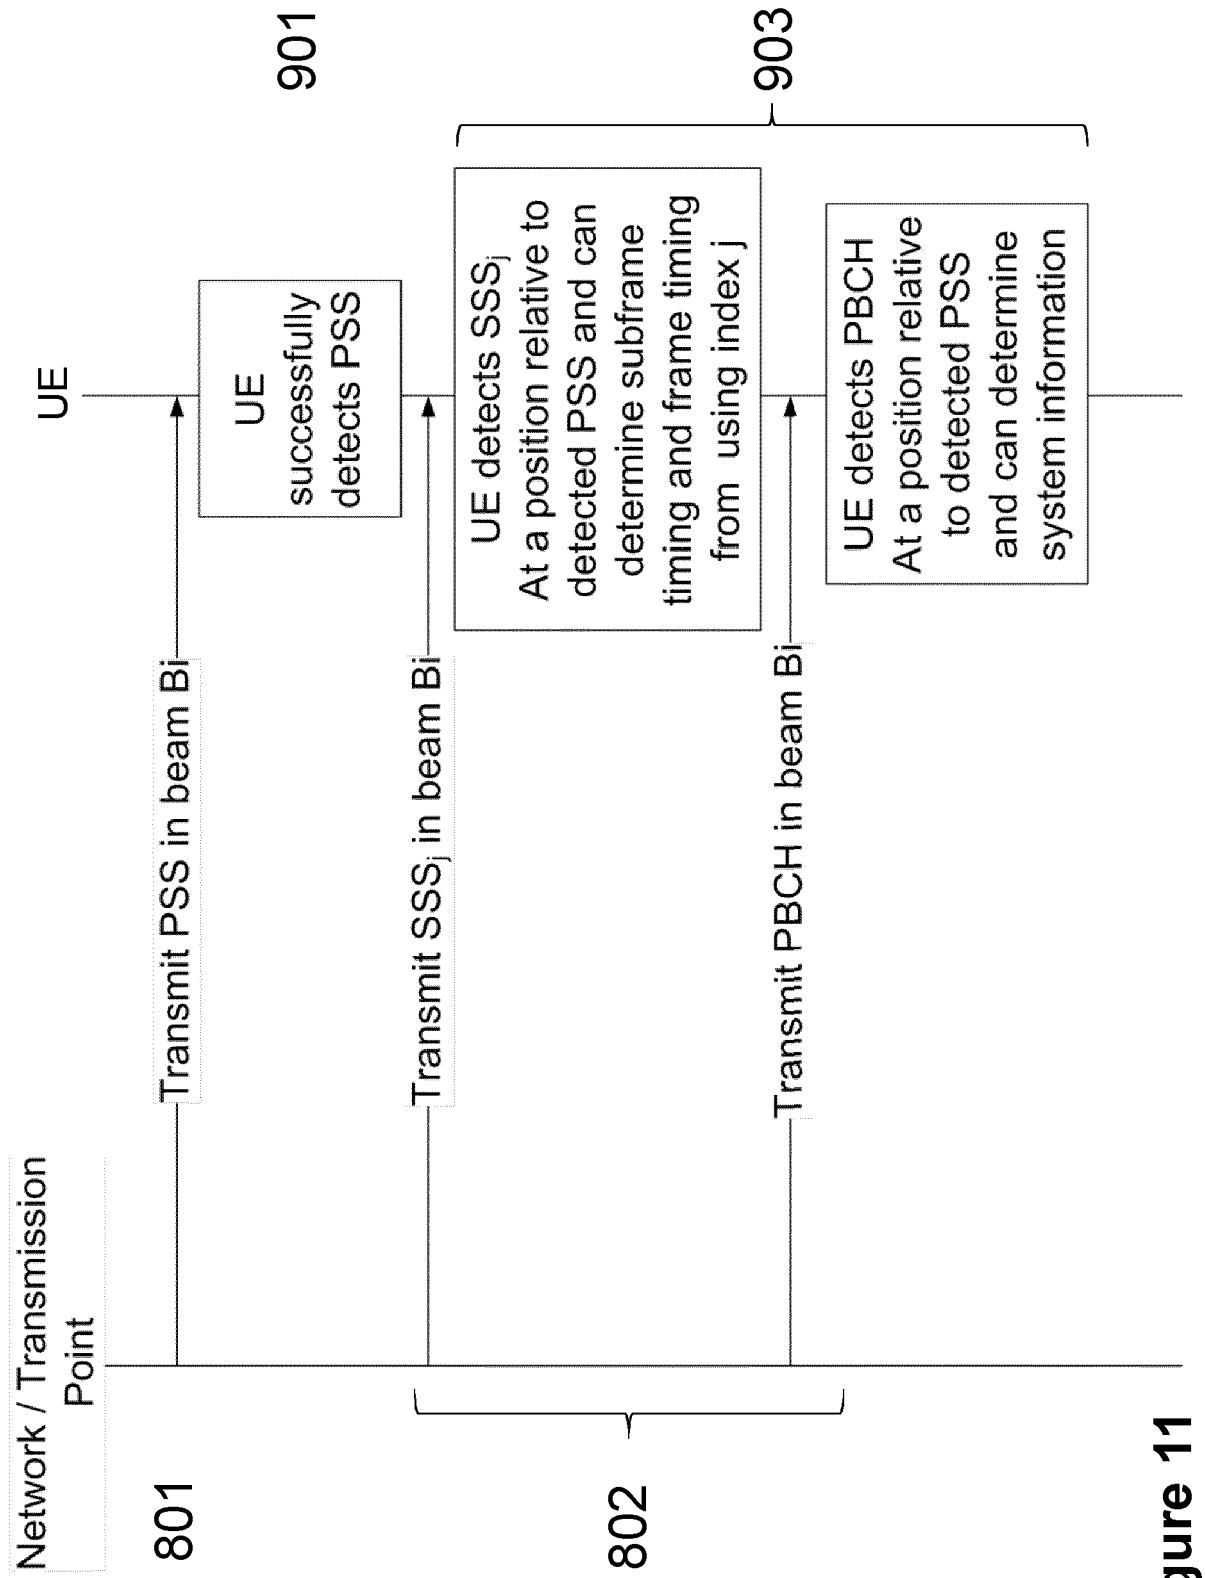 Network / Transmission
Point
UE
801
Transmit PSS in beam Bi
901
UE
successfully
detects PSS
802
Transmit SSSj in beam Bi
UE detects SSSj
At a position relative to
detected PSS and can
determine subframe
timing and frame timing
from using index j
903
Transmit PBCH in beam Bi
UE detects PBCH
At a position relative
to detected PSS
and can determine
system information
gure 11